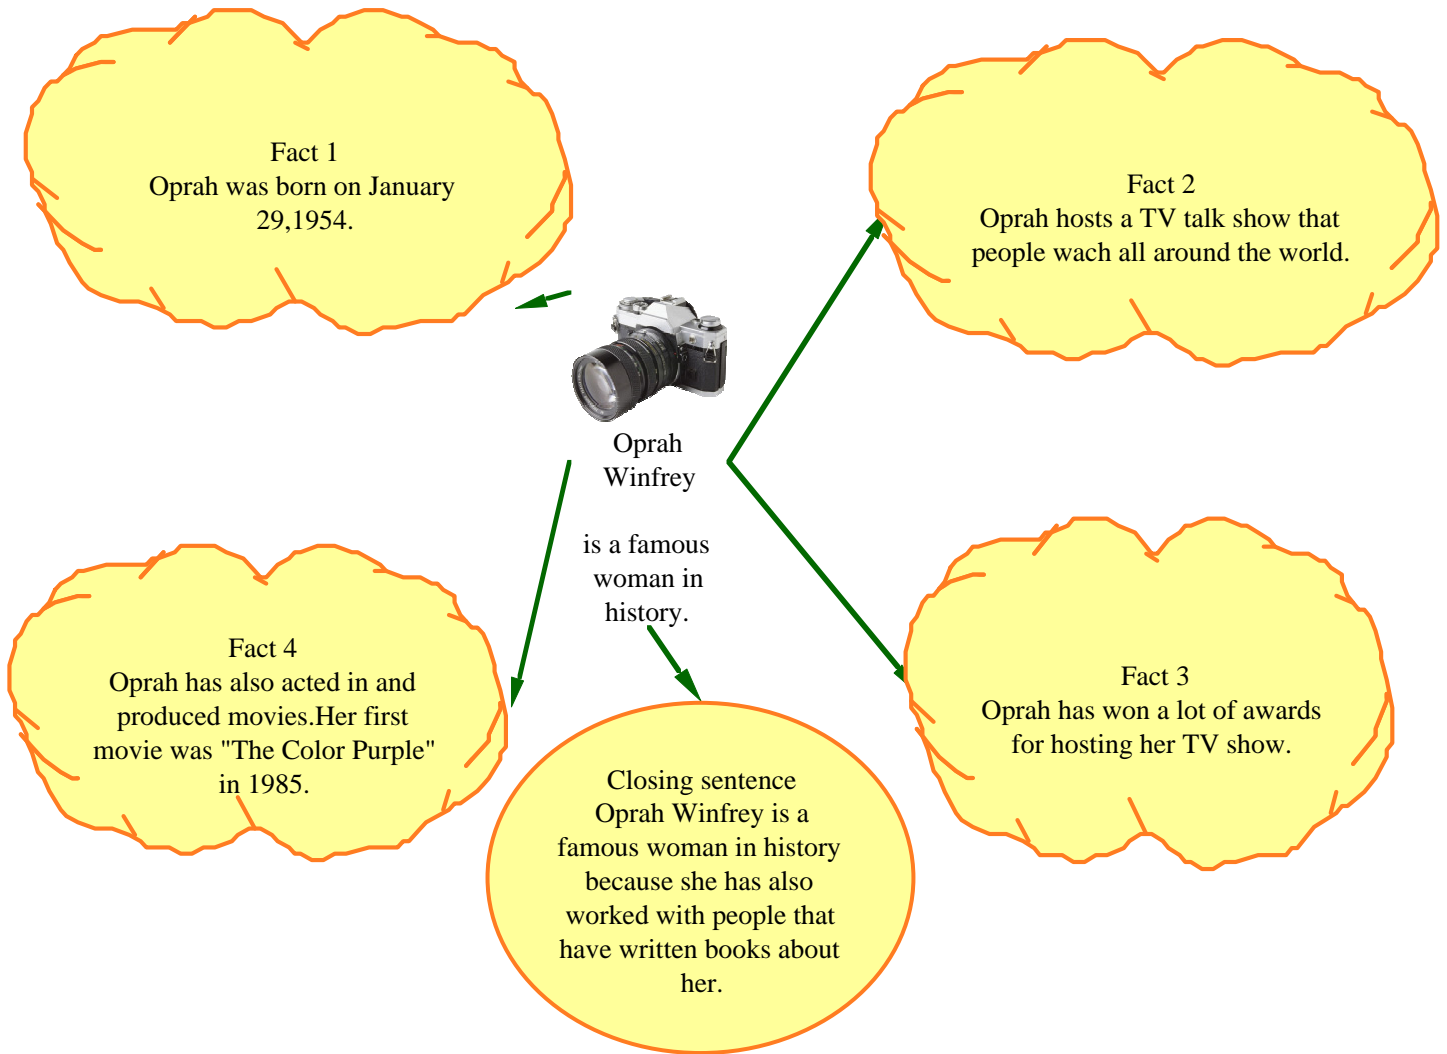 Fact 1
Oprah was born on January
29,1954.
Fact 2
Oprah hosts a TV talk show that
people wach all around the world.
Oprah
Winfrey
is a famous
woman in
history.
Fact 4
Oprah has also acted in and
produced movies.Her first
movie was "The Color Purple"
in 1985.
Fact 3
Oprah has won a lot of awards
for hosting her TV show.
Closing sentence
Oprah Winfrey is a
famous woman in history
because she has also
worked with people that
have written books about
her.